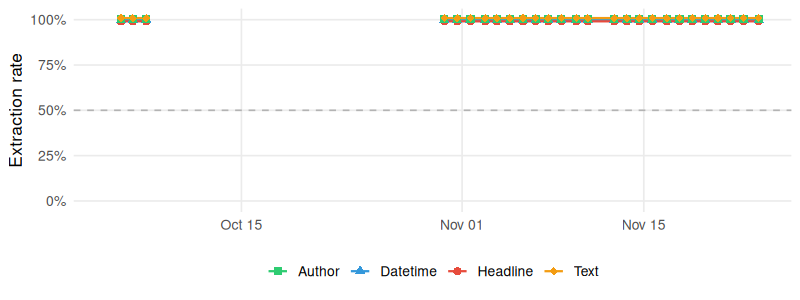 Extraction rate
100%
75%
50%
25%
0%
Oct 15 Nov 01 Nov 15
Author Datetime Headline Text